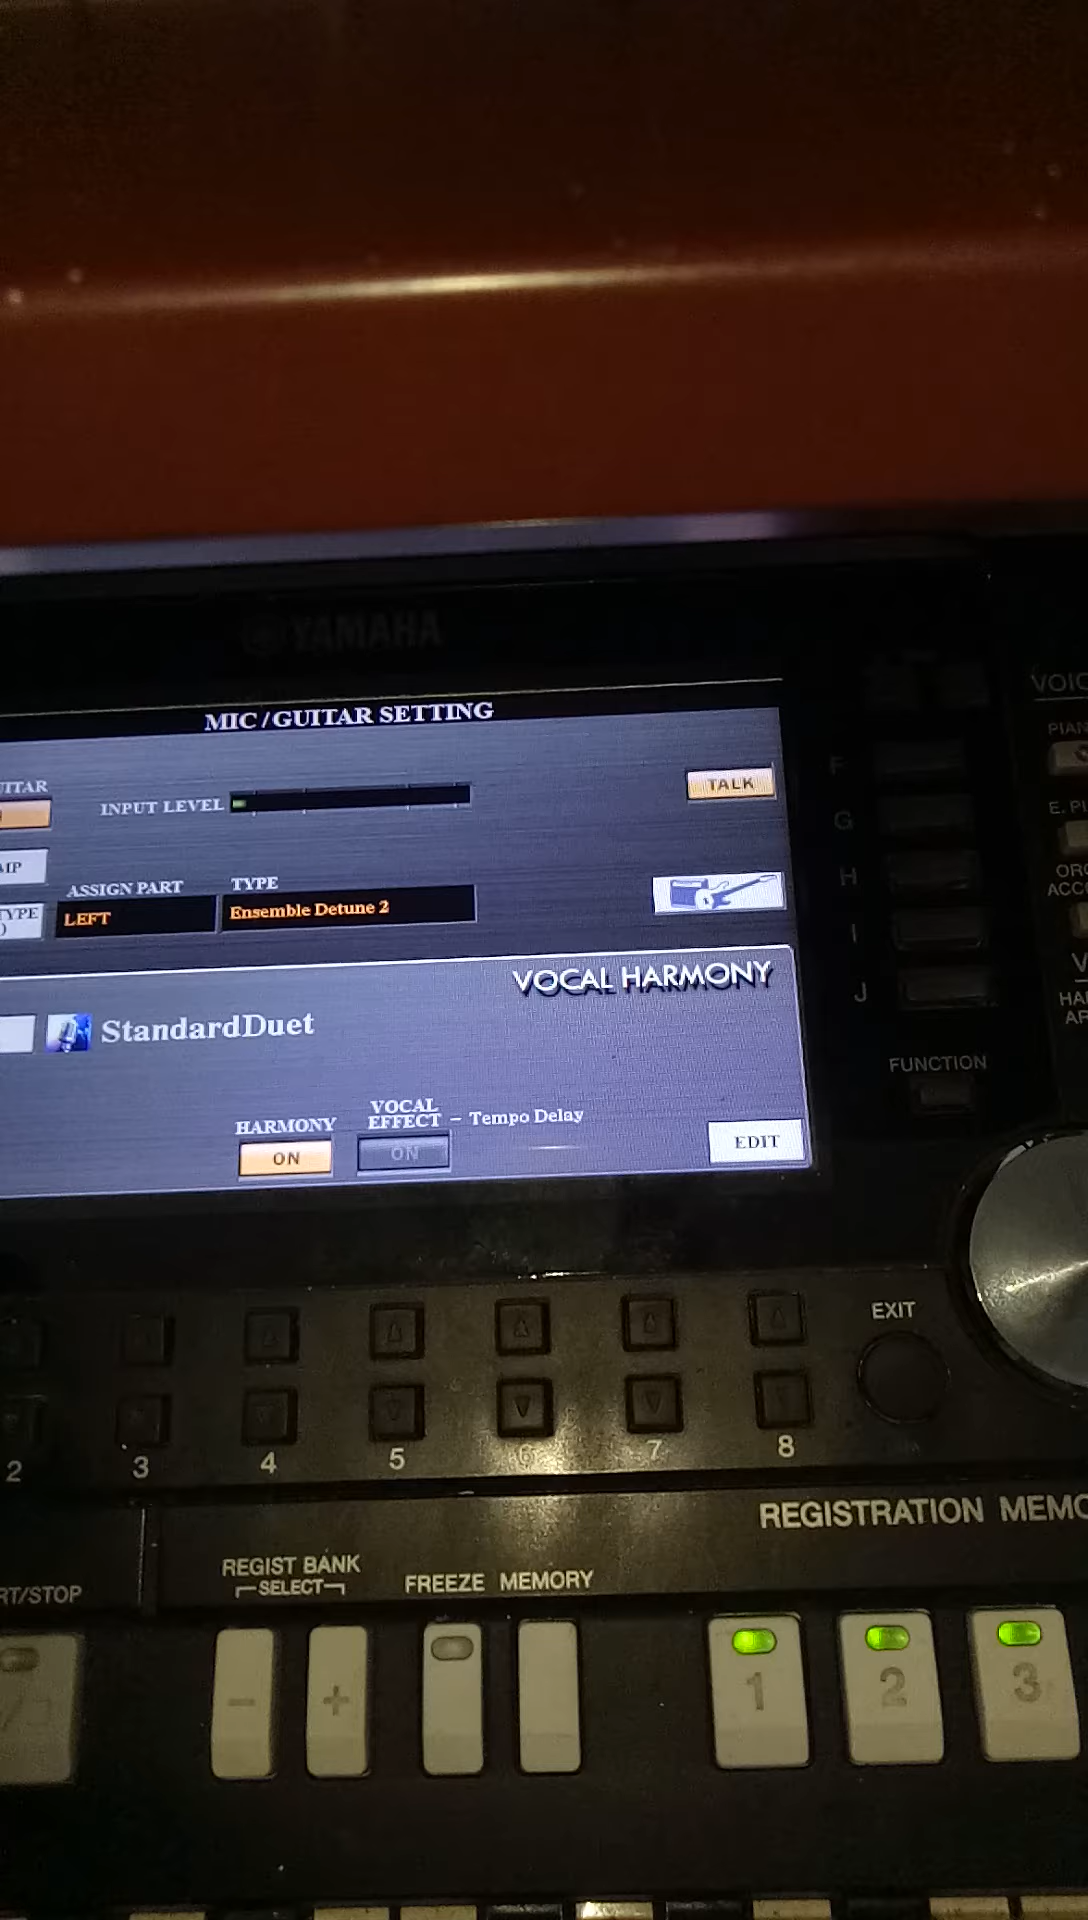 YAMAHA
MIC/GUITAR SETTING
INPUT LEVEL
TALK
ASSIGN PART
TYPE
LEFT
Ensemble Detune 2
VOCAL HARMONY
StandardDuet
HARMONY
ON
VOCAL
EFFECT – Tempo Delay
ON
EDIT
F
G
H
I
J
FUNCTION
EXIT
2 3 4 5 6 7 8
REGISTRATION
REGIST BANK
SELECT
FREEZE MEMORY
- +
1 2 3